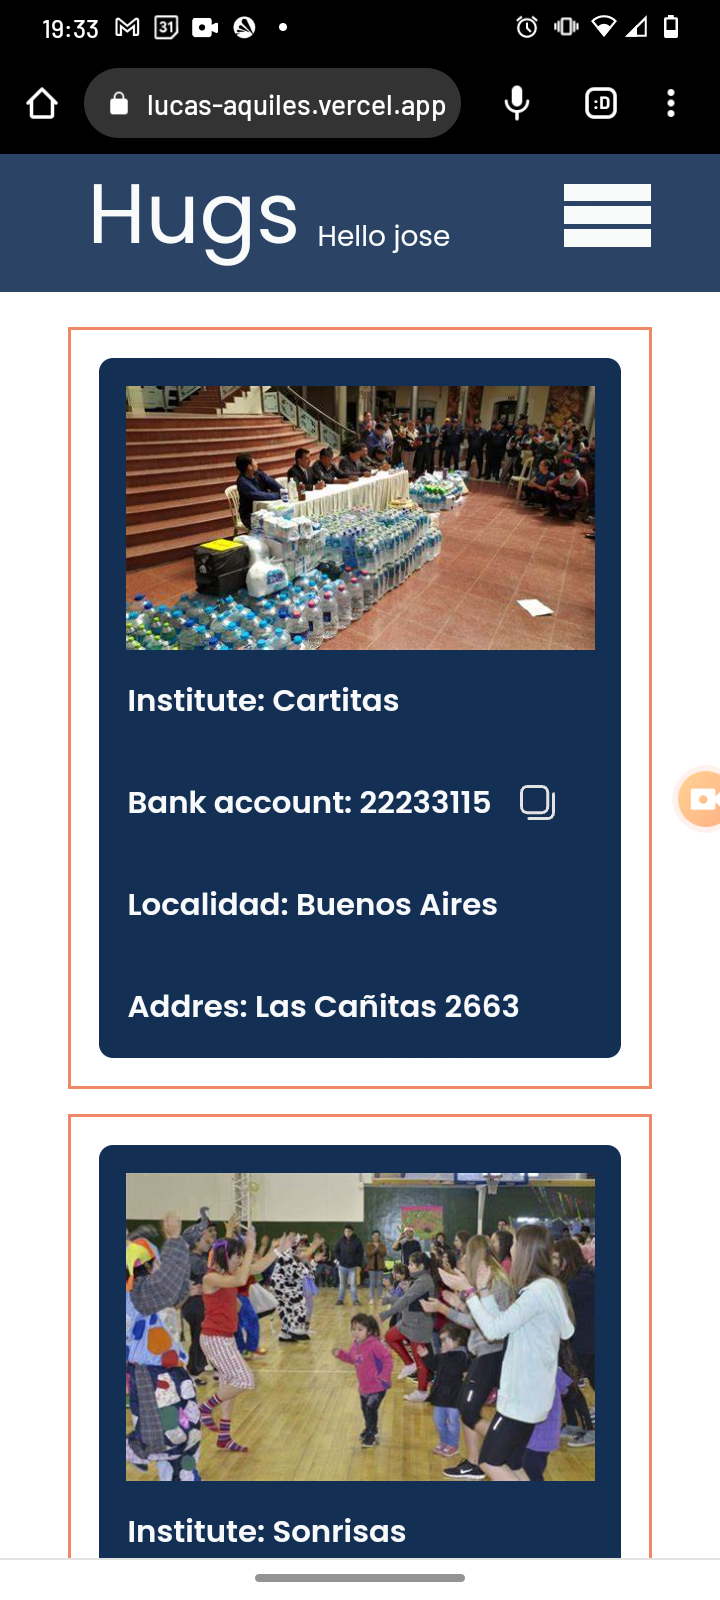 19:33
31
lucas-aquiles.vercel.app
:D
Hugs Hello jose
Institute: Cartitas
Bank account: 22233115
Localidad: Buenos Aires
Addres: Las Cañitas 2663
Institute: Sonrisas